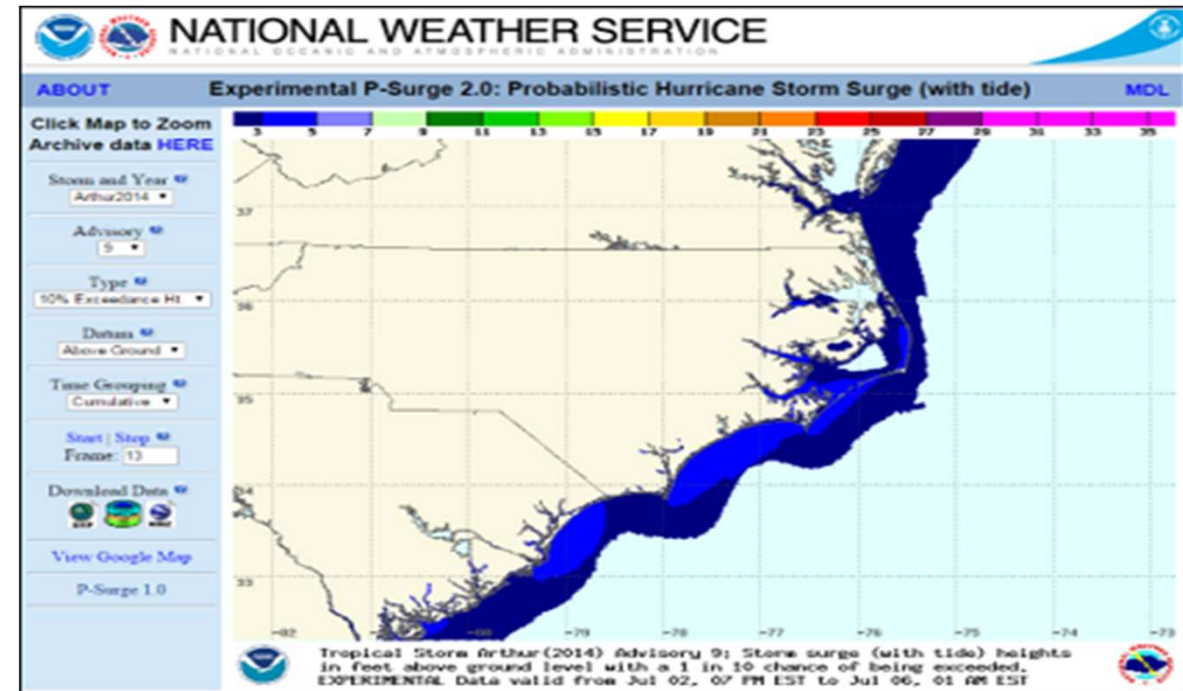 NATIONAL WEATHER SERVICE
NATIONAL OCEANIC AND ATMOSPHERIC ADMINISTRATION
ABOUT
Experimental P-Surge 2.0: Probabilistic Hurricane Storm Surge (with tide)
MDL
Click Map to Zoom
Archive data HERE
Storm and Year
Arthur2014
Advisory
9
Type
10% Exceedance Ht.
Datum
Above Ground
Time Grouping
Cumulative
Start | Stop
Frame: 13
Download Data
View Google Map
P-Surge 1.0
3 5 7 9 11 13 15 17 19 21 23 25 27 29 31 33 35
37
36
35
34
33
-82 -80 -79 -78 -77 -76 -75 -74 -73
Tropical Storm Arthur(2014) Advisory 9; Storm surge (with tide) heights
in feet above ground level with a 1 in 10 chance of being exceeded.
EXPERIMENTAL Data valid from Jul 02, 07 PM EST to Jul 06, 01 AM EST